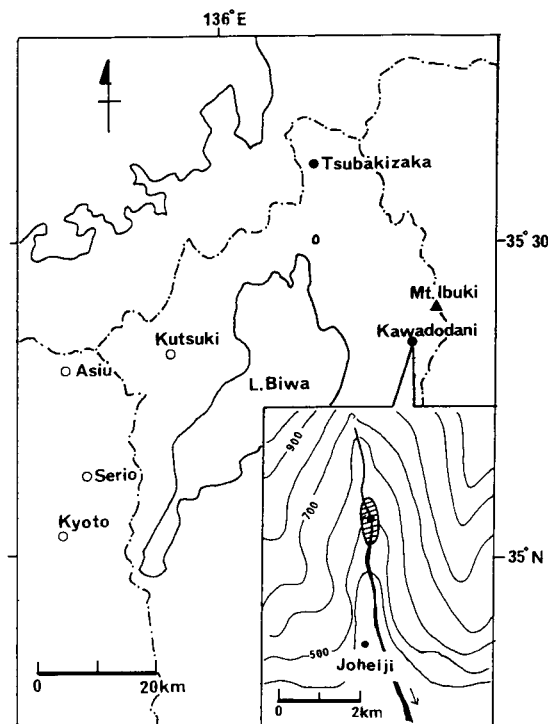 136°E
Tsubakizaka
35°30
Mt.Ibuki
Kawadodani
Kutsuki
Asiu
L.Biwa
900
Serio
700
Kyoto
35°N
500
Joheiji
0 20km
0 2km